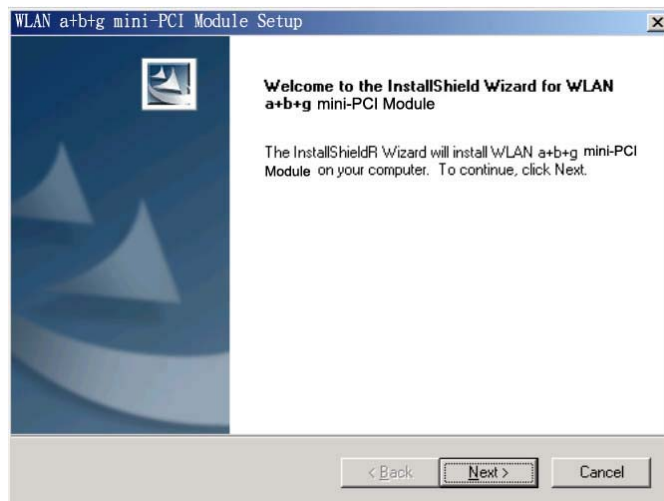 WLAN a+b+g mini-PCI Module Setup
Welcome to the InstallShield Wizard for WLAN
a+b+g mini-PCI Module
The InstallShieldR Wizard will install WLAN a+b+g mini-PCI
Module on your computer. To continue, click Next.
< Back Next > Cancel